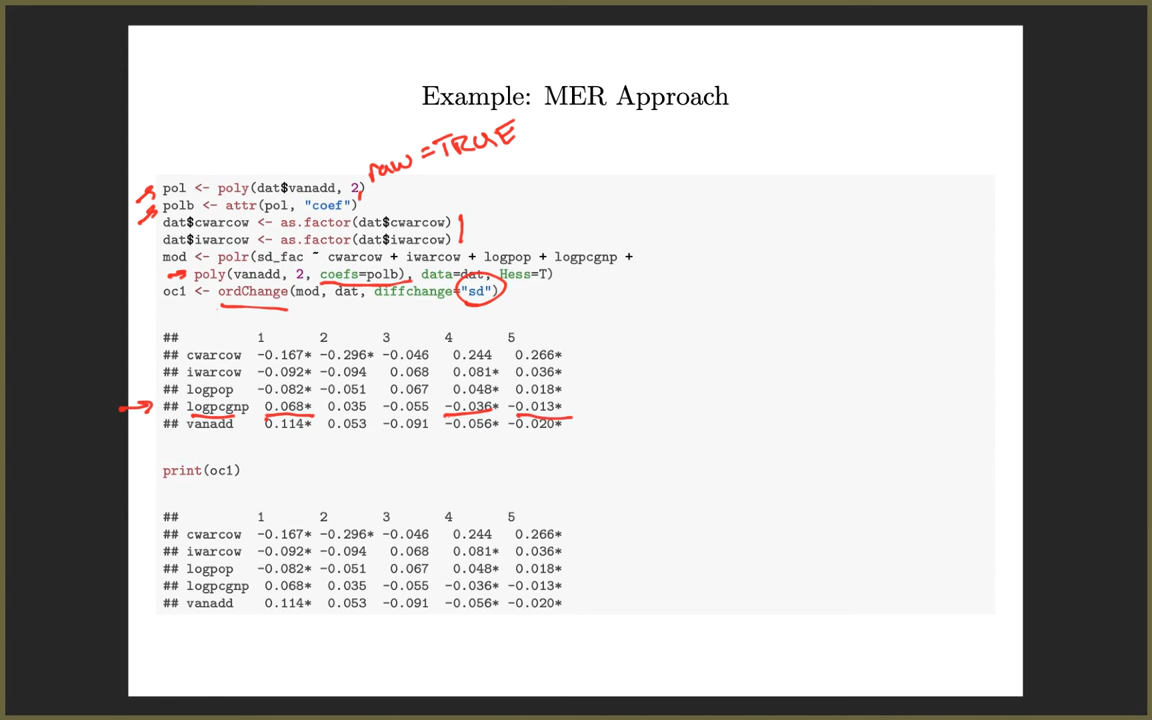 Example: MER Approach
raw = TRUE
pol <- poly(dat$vanadd, 2)
polb <- attr(pol, "coef")
dat$cwarcow <- as.factor(dat$cwarcow)
dat$iwarcow <- as.factor(dat$iwarcow)
mod <- polr(sd_fac ~ cwarcow + iwarcow + logpop + logpcgnp +
poly(vanadd, 2, coefs=polb), data=dat, Hess=T)
oc1 <- ordChange(mod, dat, diffchange="sd")
## 1 2 3 4 5
## cwarcow -0.167* -0.296* -0.046 0.244 0.266*
## iwarcow -0.092* -0.094 0.068 0.081* 0.036*
## logpop -0.082* -0.051 0.067 0.048* 0.018*
## logpcgnp 0.068* 0.035 -0.055 -0.036* -0.013*
## vanadd 0.114* 0.053 -0.091 -0.056* -0.020*
print(oc1)
## 1 2 3 4 5
## cwarcow -0.167* -0.296* -0.046 0.244 0.266*
## iwarcow -0.092* -0.094 0.068 0.081* 0.036*
## logpop -0.082* -0.051 0.067 0.048* 0.018*
## logpcgnp 0.068* 0.035 -0.055 -0.036* -0.013*
## vanadd 0.114* 0.053 -0.091 -0.056* -0.020*